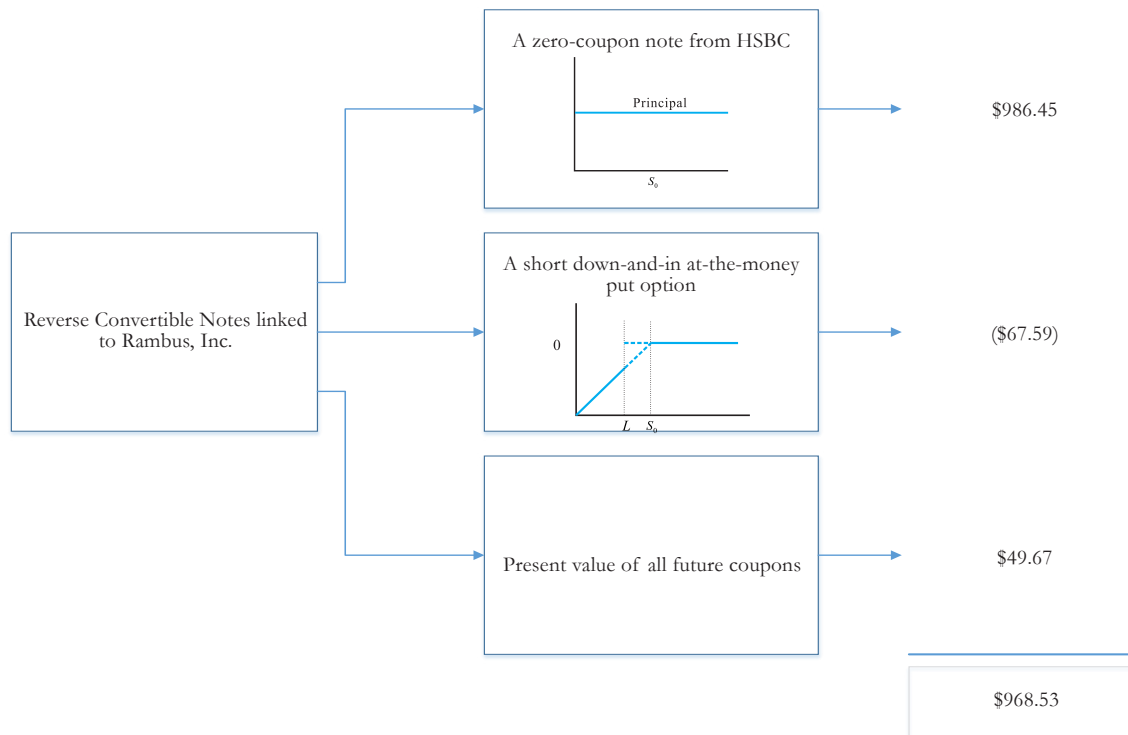 A zero-coupon note from HSBC
Principal
S₀
$986.45
Reverse Convertible Notes linked
to Rambus, Inc.
A short down-and-in at-the-money
put option
0
L S₀
($67.59)
Present value of all future coupons
$49.67
$968.53